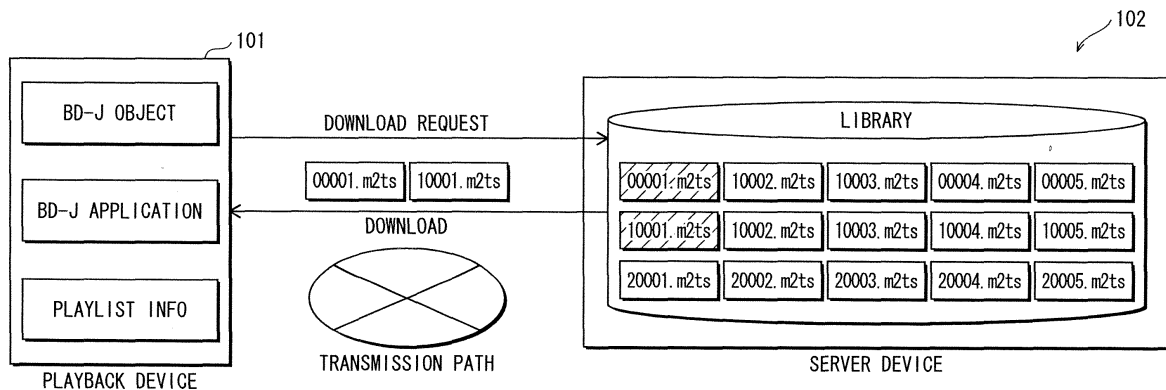 101
102
BD-J OBJECT
BD-J APPLICATION
PLAYLIST INFO
PLAYBACK DEVICE
DOWNLOAD REQUEST
00001.m2ts 10001.m2ts
DOWNLOAD
TRANSMISSION PATH
LIBRARY
00001.m2ts 10002.m2ts 10003.m2ts 00004.m2ts 00005.m2ts
10001.m2ts 10002.m2ts 10003.m2ts 10004.m2ts 10005.m2ts
20001.m2ts 20002.m2ts 20003.m2ts 20004.m2ts 20005.m2ts
SERVER DEVICE